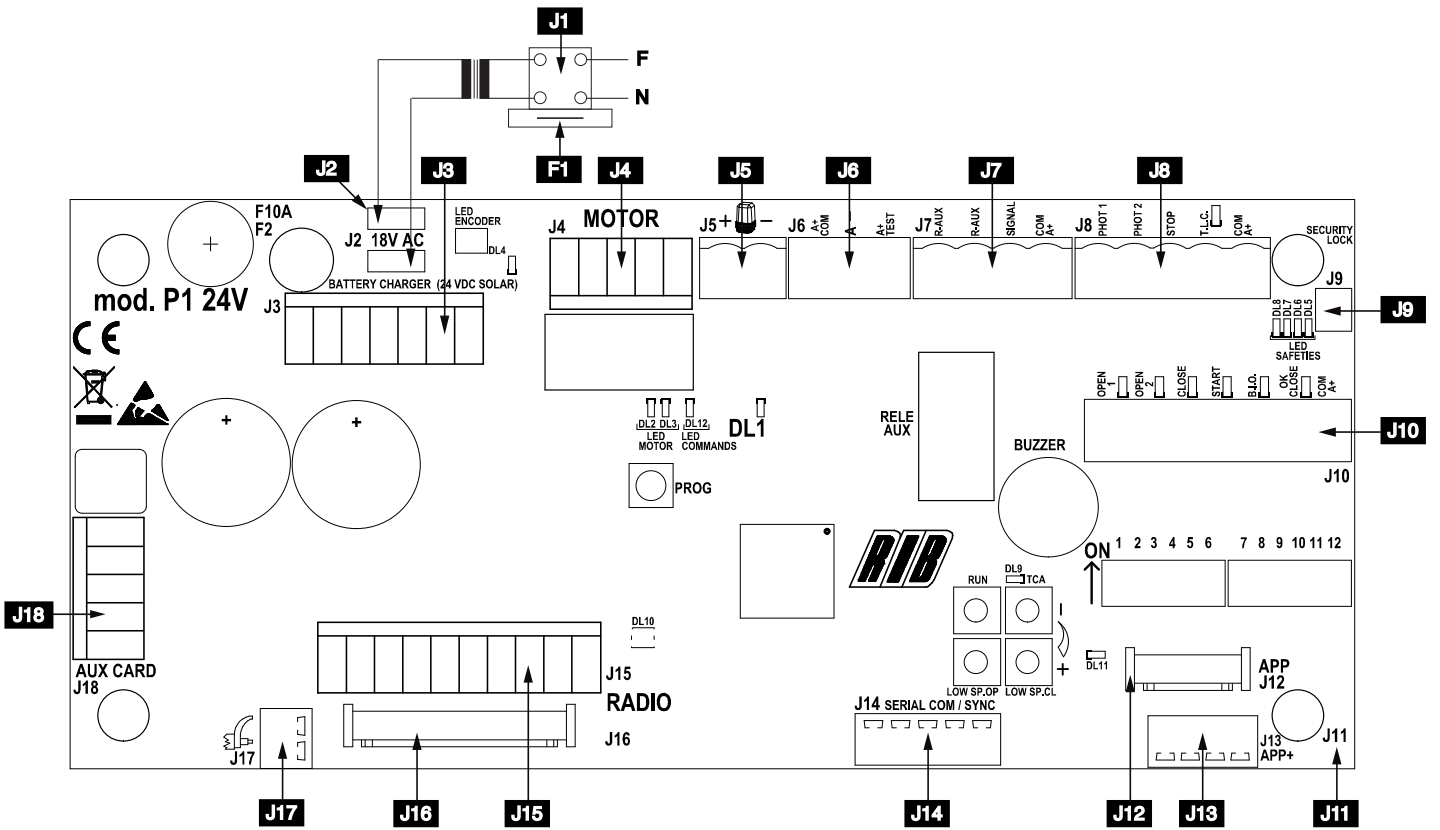 J1
F
N
F1
J2
J3
J4
J5
J6
J7
J8
F10A
F2
J2 18V AC
LED
ENCODER
DL4
BATTERY CHARGER (24 VDC SOLAR)
mod. P1 24V
J3
CE
J4
MOTOR
J5 + -
J6
A+
COM
A-
A+
TEST
J7
R-AUX
R-AUX
SIGNAL
COM
A+
J8
PHOT 1
PHOT 2
STOP
T.L.C.
COM
A+
SECURITY
LOCK
J9
J9
DL8
DL7
DL6
DL5
LED
SAFETIES
OPEN
1
OPEN
2
CLOSE
START
B.I.O.
OK
CLOSE
COM
A+
J10
J10
+
+
+
DL2 DL3
LED
MOTOR
DL12
LED
COMMANDS
DL1
RELE
AUX
BUZZER
PROG
RIB
ON
1 2 3 4 5 6 7 8 9 10 11 12
RUN
DL9
TCA
-
+
LOW SP.OP
LOW SP.CL
DL11
APP
J12
J18
AUX CARD
J18
DL10
J15
RADIO
J16
J17
J14 SERIAL COM / SYNC
J13
APP+
J11
J17
J16
J15
J14
J12
J13
J11